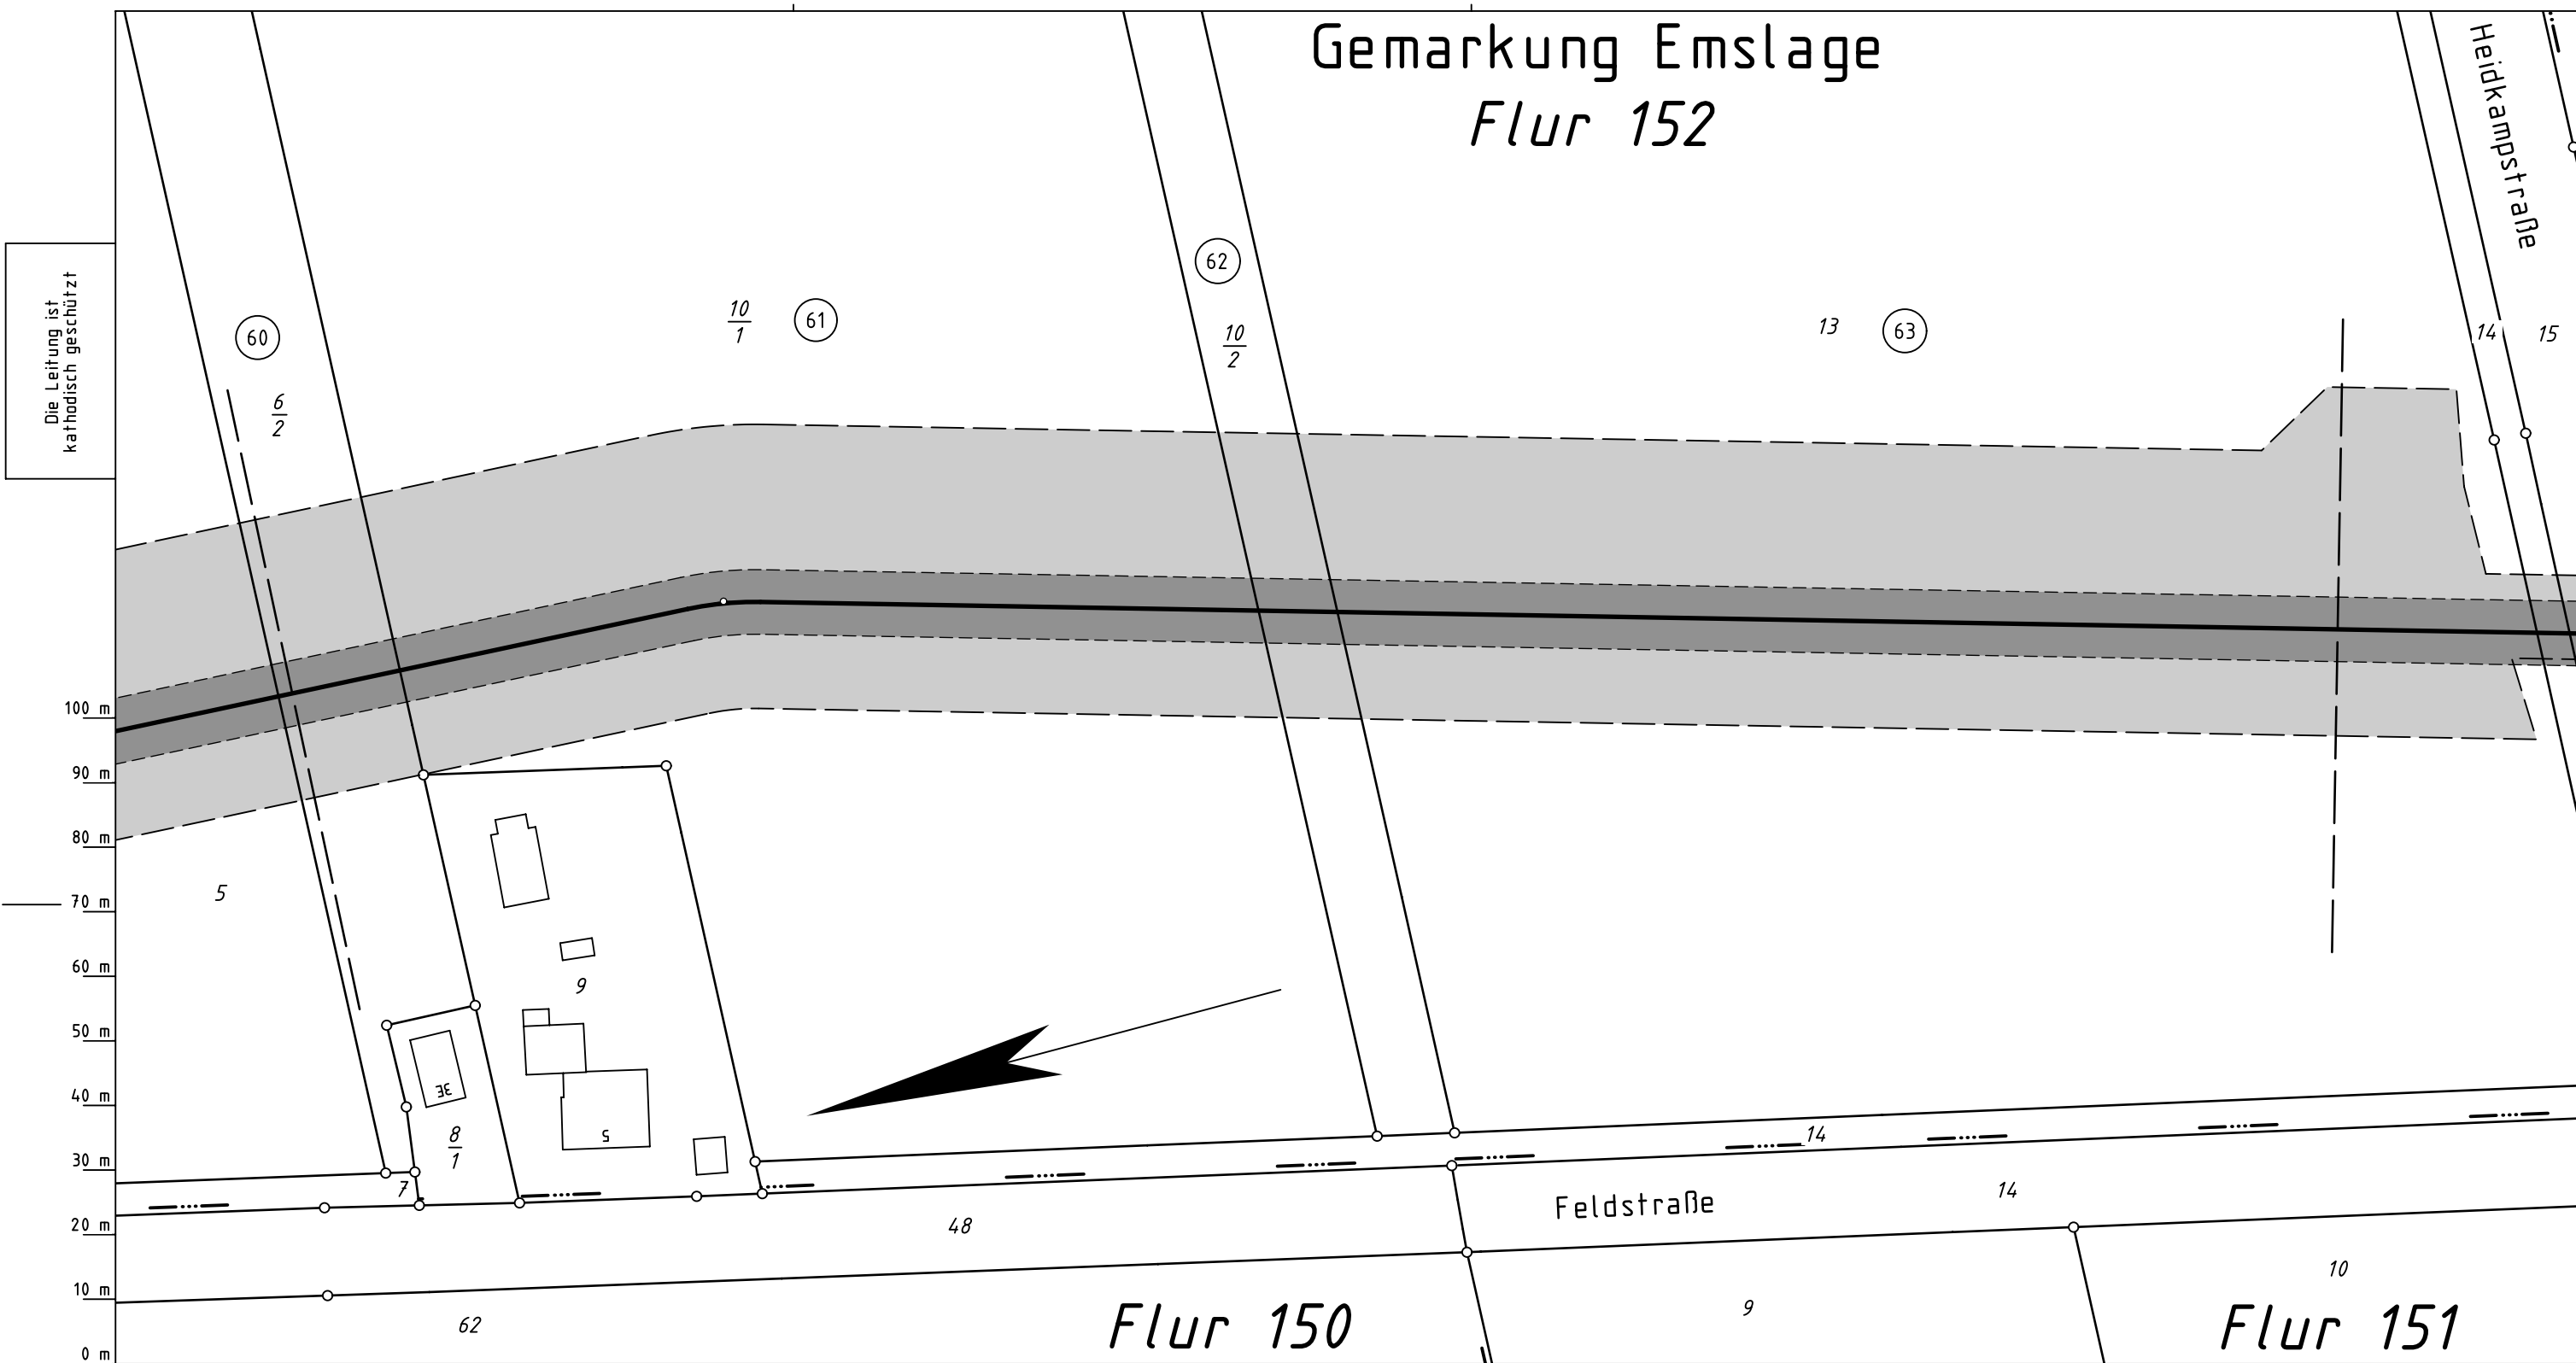 Gemarkung Emslage
Flur 152
Heidkampstraße
Die Leitung ist
kathodisch geschützt
60
6
2
10
1
61
62
10
2
13
63
14
15
100 m
90 m
80 m
70 m
60 m
50 m
40 m
30 m
20 m
10 m
0 m
5
9
3E
5
8
1
7
14
Feldstraße
14
48
62
Flur 150
9
10
Flur 151